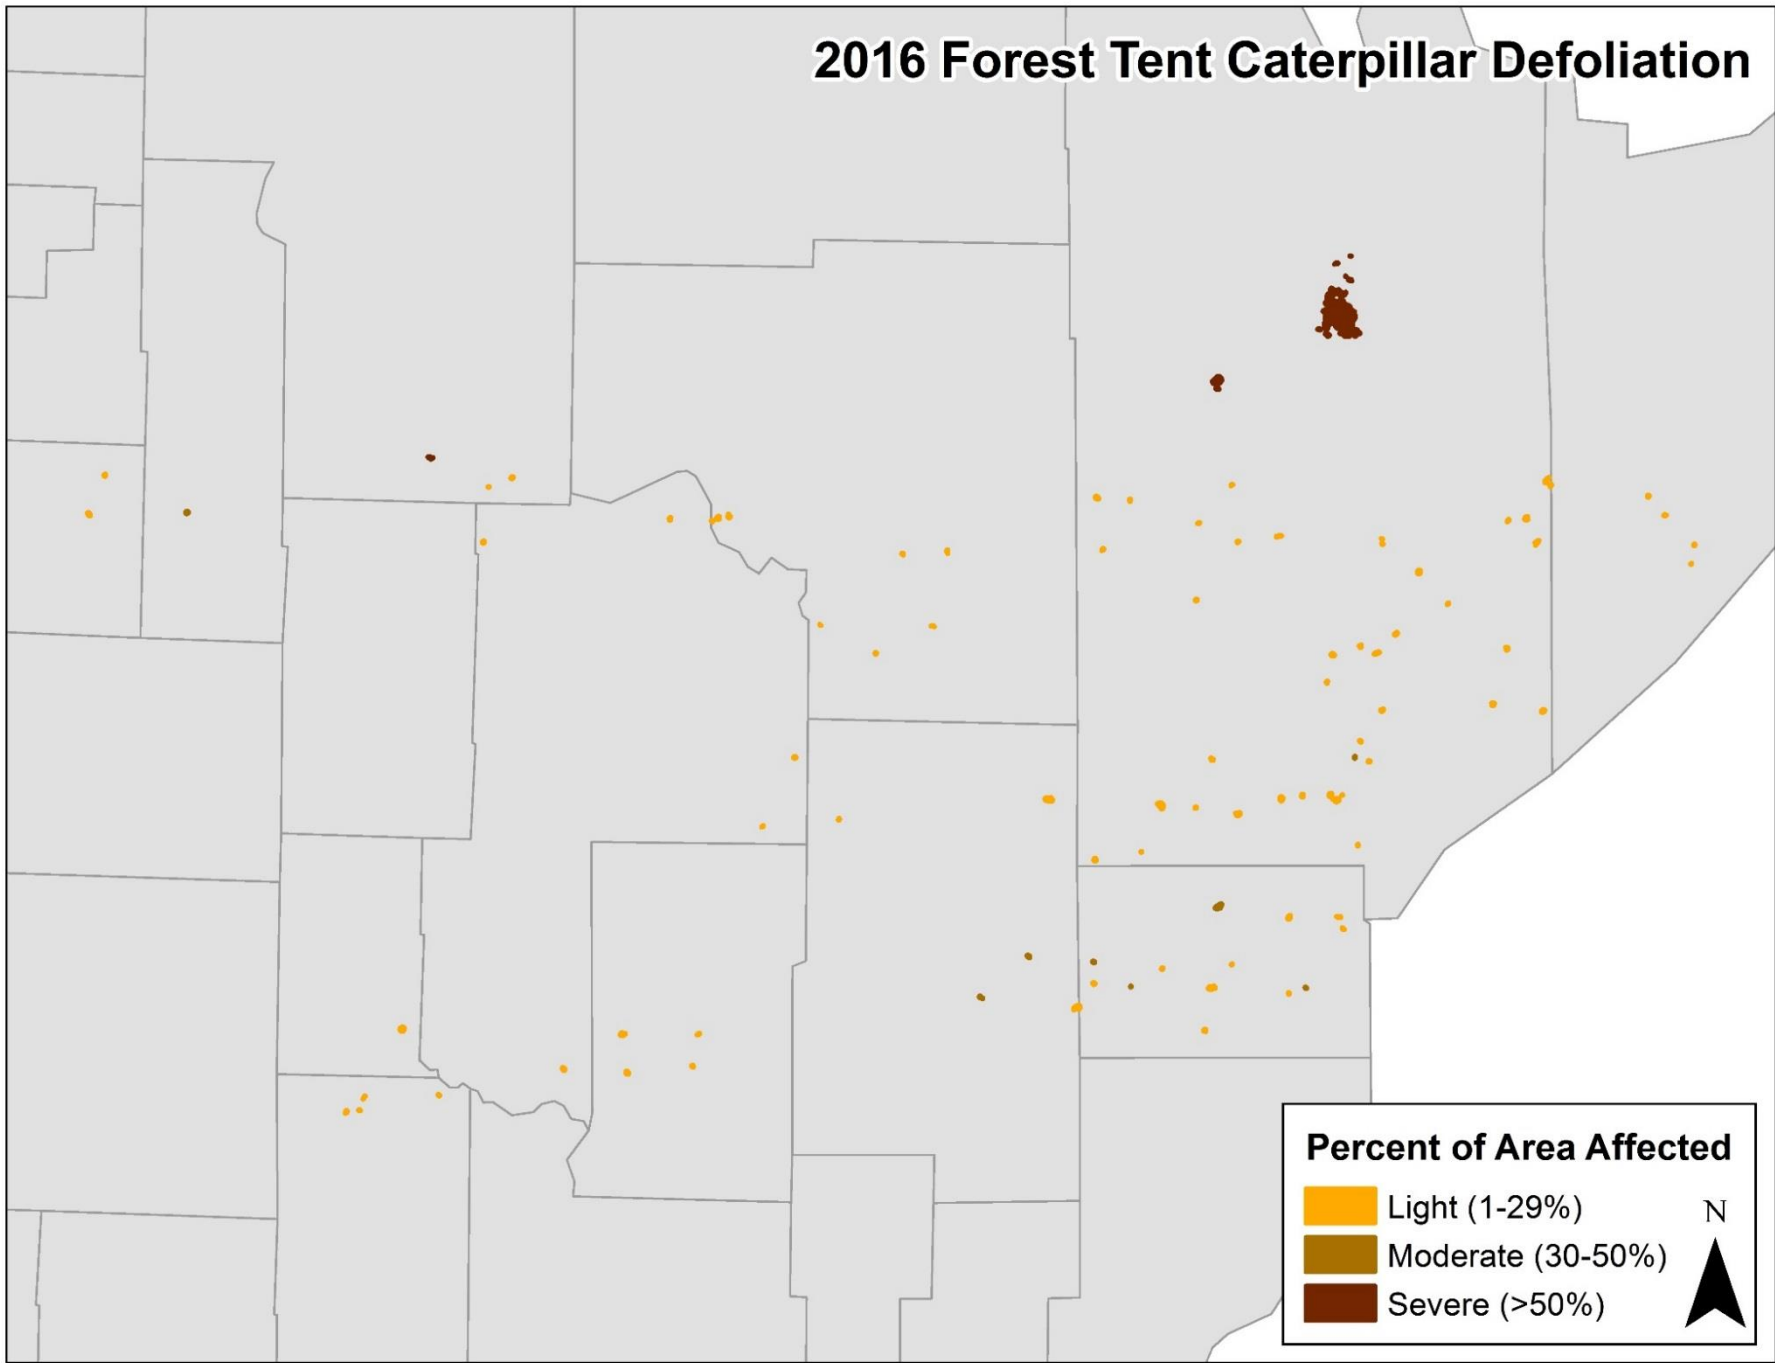 2016 Forest Tent Caterpillar Defoliation
Percent of Area Affected
Light (1-29%)
N
Moderate (30-50%)
Severe (>50%)